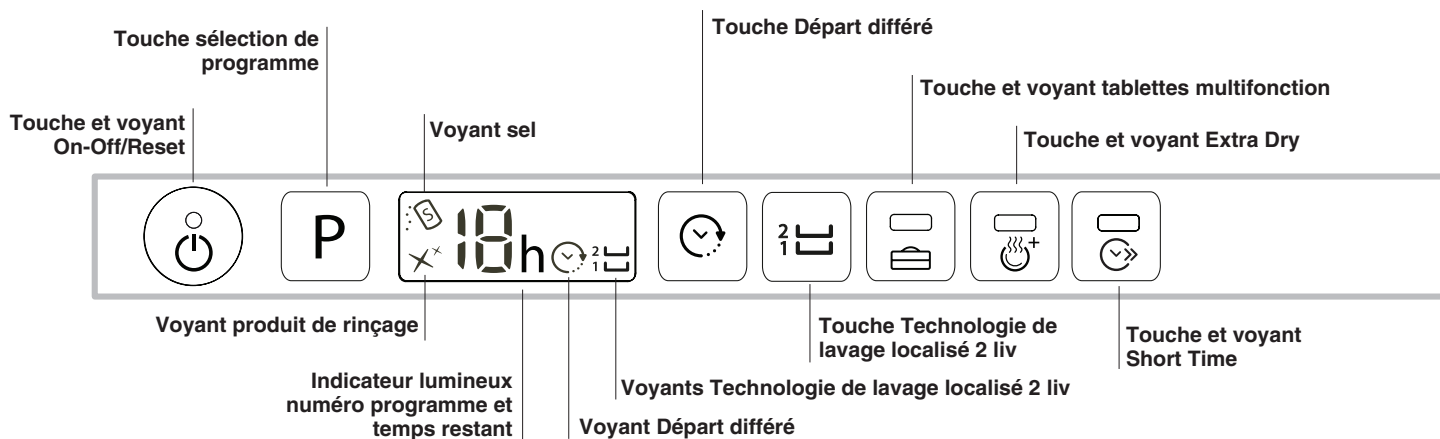 Touche sélection de
programme
Touche et voyant
On-Off/Reset
Voyant sel
Touche Départ différé
Touche et voyant tablettes multifonction
Touche et voyant Extra Dry
P
S
18h
2
1
2
1
+
Voyant produit de rinçage
Indicateur lumineux
numéro programme et
temps restant
Voyant Départ différé
Voyants Technologie de lavage localisé 2 liv
Touche Technologie de
lavage localisé 2 liv
Touche et voyant
Short Time